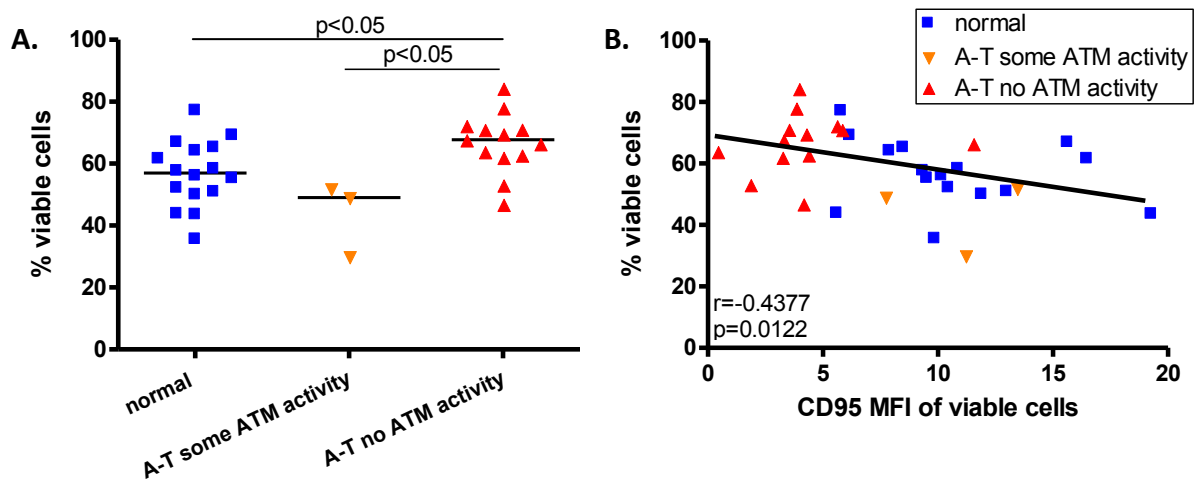 A.
p<0.05
p<0.05
% viable cells
100
80
60
40
20
0
normal
A-T some ATM activity
A-T no ATM activity
B.
normal
A-T some ATM activity
A-T no ATM activity
% viable cells
100
80
60
40
20
0
r=-0.4377
p=0.0122
0 5 10 15 20
CD95 MFI of viable cells